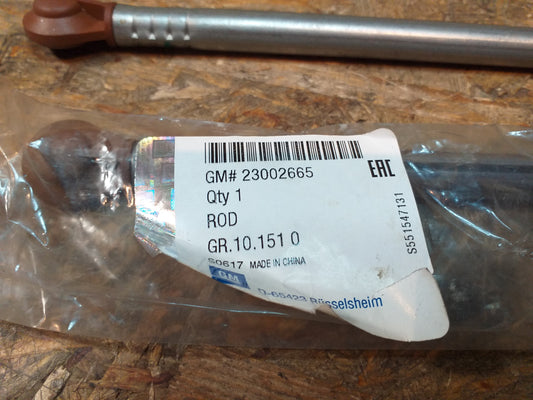 GM# 23002665
EAC
Qty 1
ROD
GR.10.151 0
S0617 MADE IN CHINA
GM
D-65423 Rüsselsheim
S551547131